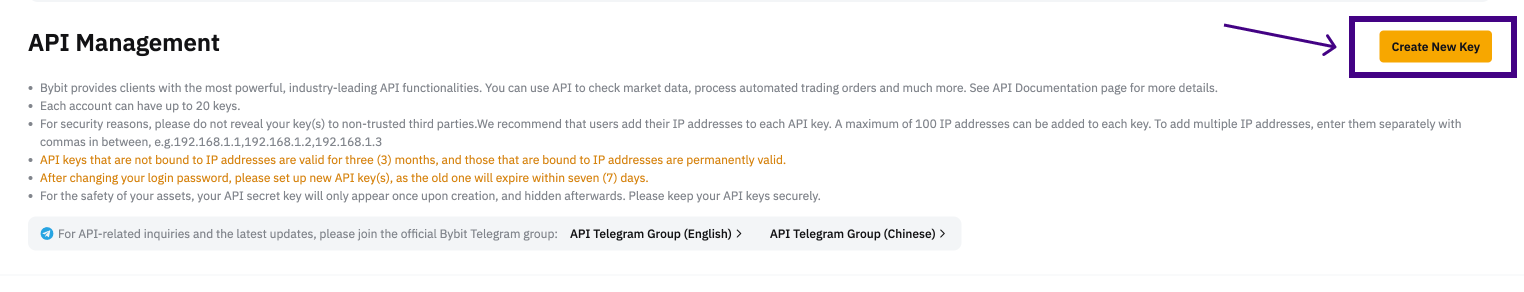 API Management
Create New Key
• Bybit provides clients with the most powerful, industry-leading API functionalities. You can use API to check market data, process automated trading orders and much more. See API Documentation page for more details.
• Each account can have up to 20 keys.
• For security reasons, please do not reveal your key(s) to non-trusted third parties.We recommend that users add their IP addresses to each API key. A maximum of 100 IP addresses can be added to each key. To add multiple IP addresses, enter them separately with
commas in between, e.g.192.168.1.1,192.168.1.2,192.168.1.3
• API keys that are not bound to IP addresses are valid for three (3) months, and those that are bound to IP addresses are permanently valid.
• After changing your login password, please set up new API key(s), as the old one will expire within seven (7) days.
• For the safety of your assets, your API secret key will only appear once upon creation, and hidden afterwards. Please keep your API keys securely.
For API-related inquiries and the latest updates, please join the official Bybit Telegram group: API Telegram Group (English) > API Telegram Group (Chinese) >